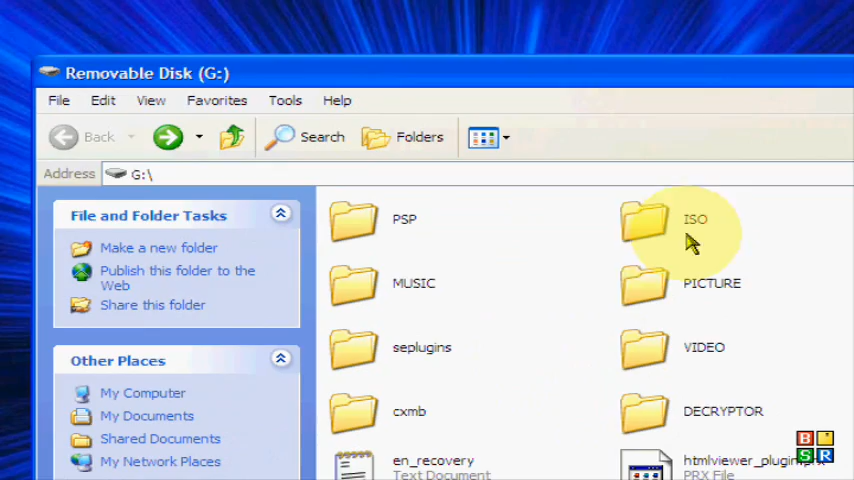 Removable Disk (G:)
File Edit View Favorites Tools Help
Back Search Folders
Address G:\
File and Folder Tasks
Make a new folder
Publish this folder to the
Web
Share this folder
Other Places
My Computer
My Documents
Shared Documents
My Network Places
PSP ISO
MUSIC PICTURE
seplugins VIDEO
cxmb DECRYPTOR
en_recovery
Text Document
htmlviewer_plugin.prx
PRX File
B
S R